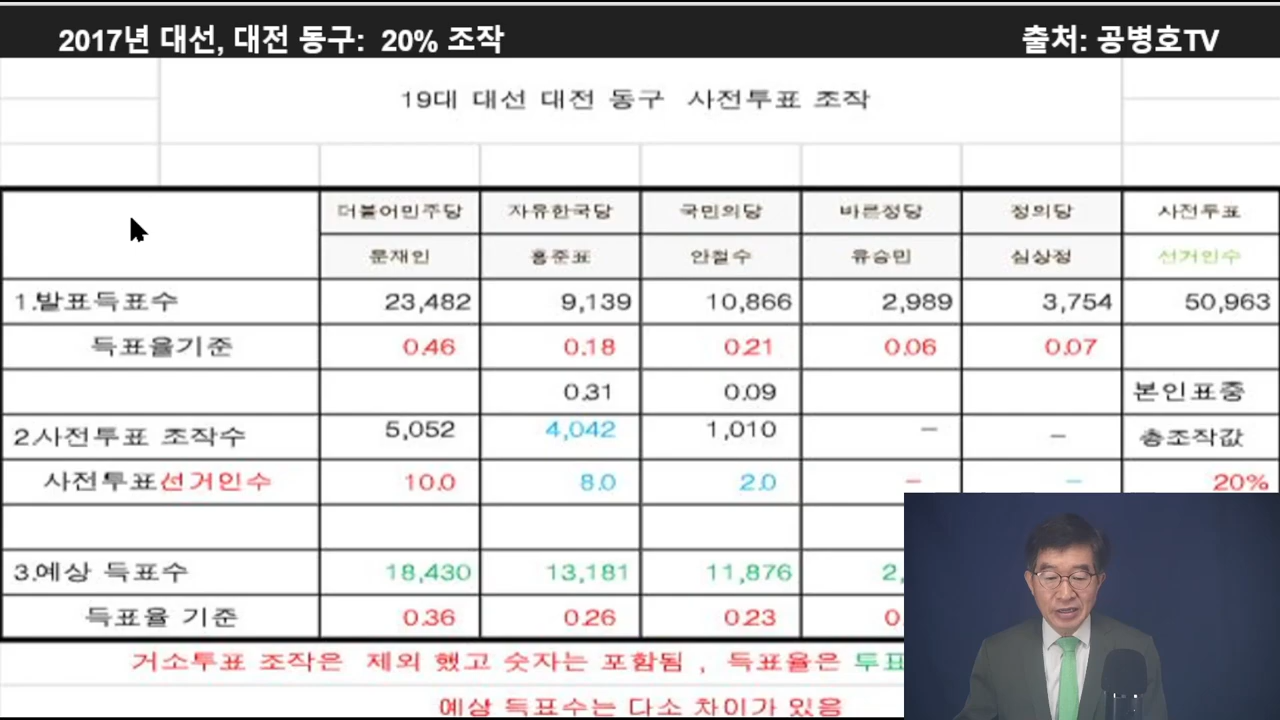 2017년 대선, 대전 동구: 20% 조작 출처: 공병호TV
19대 대선 대전 동구 사전투표 조작
더불어민주당 자유한국당 국민의당 바른정당 정의당 사전투표
문재인 홍준표 안철수 유승민 심상정 선거인수
1.발표득표수 23,482 9,139 10,866 2,989 3,754 50,963
득표율기준 0.46 0.18 0.21 0.06 0.07
0.31 0.09 본인표중
2.사전투표 조작수 5,052 4,042 1,010 – – 총조작값
사전투표선거인수 10.0 8.0 2.0 – – 20%
3.예상 득표수 18,430 13,181 11,876 2,
득표율 기준 0.36 0.26 0.23 0.
거소투표 조작은 제외 했고 숫자는 포함됨 , 득표율은 투표
예상 득표수는 다소 차이가 있음